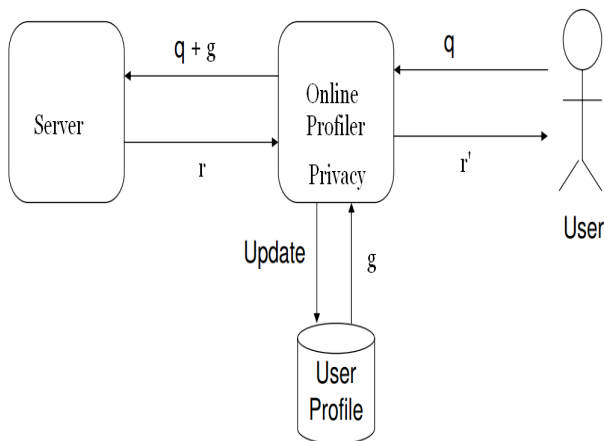 q + g
q
Server
Online
Profiler
Privacy
r
r'
User
Update
g
User
Profile